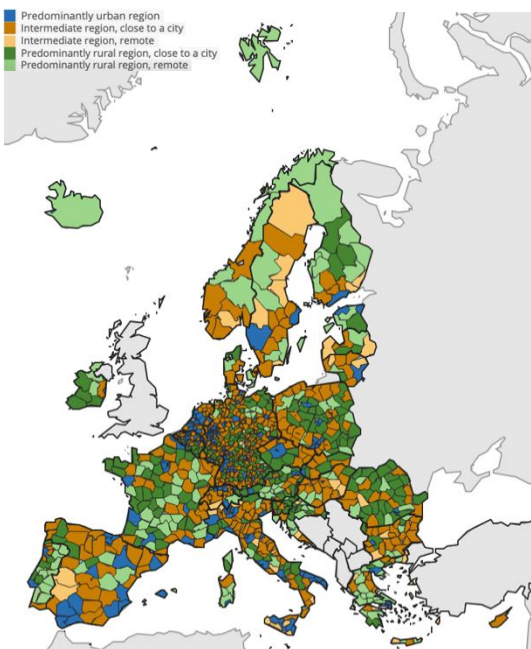 Predominantly urban region
Intermediate region, close to a city
Intermediate region, remote
Predominantly rural region, close to a city
Predominantly rural region, remote